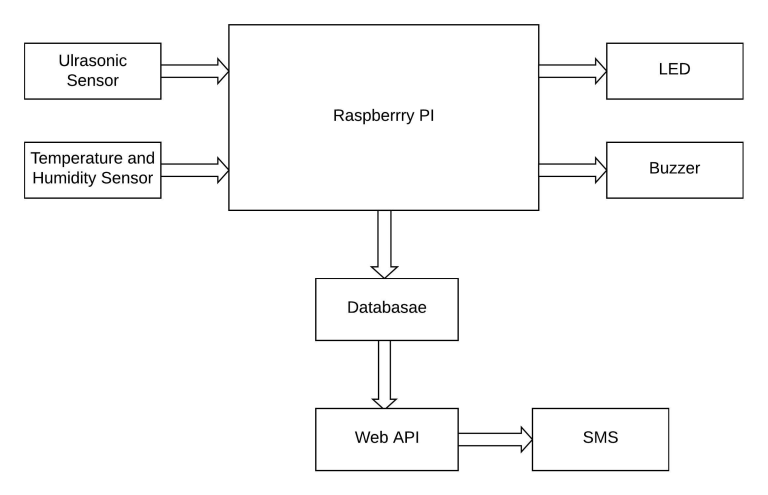 Ulrasonic
Sensor
Raspberrry PI
LED
Temperature and
Humidity Sensor
Buzzer
Databasae
Web API
SMS